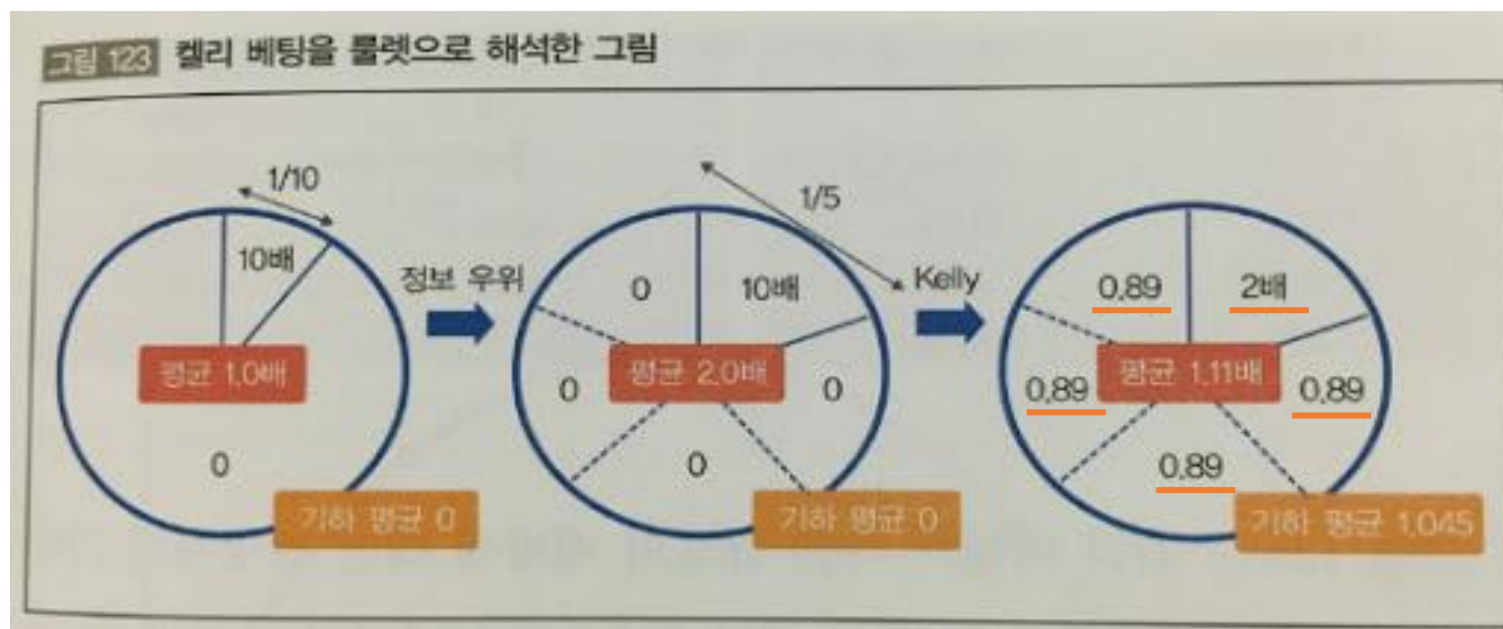 그림 123 켈리 베팅을 룰렛으로 해석한 그림
1/10
10배
평균 1.0배
0
기하 평균 0
정보 우위
1/5
0
10배
평균 2.0배
0
0
0
기하 평균 0
Kelly
0.89
2배
평균 1.11배
0.89
0.89
0.89
기하 평균 1.045